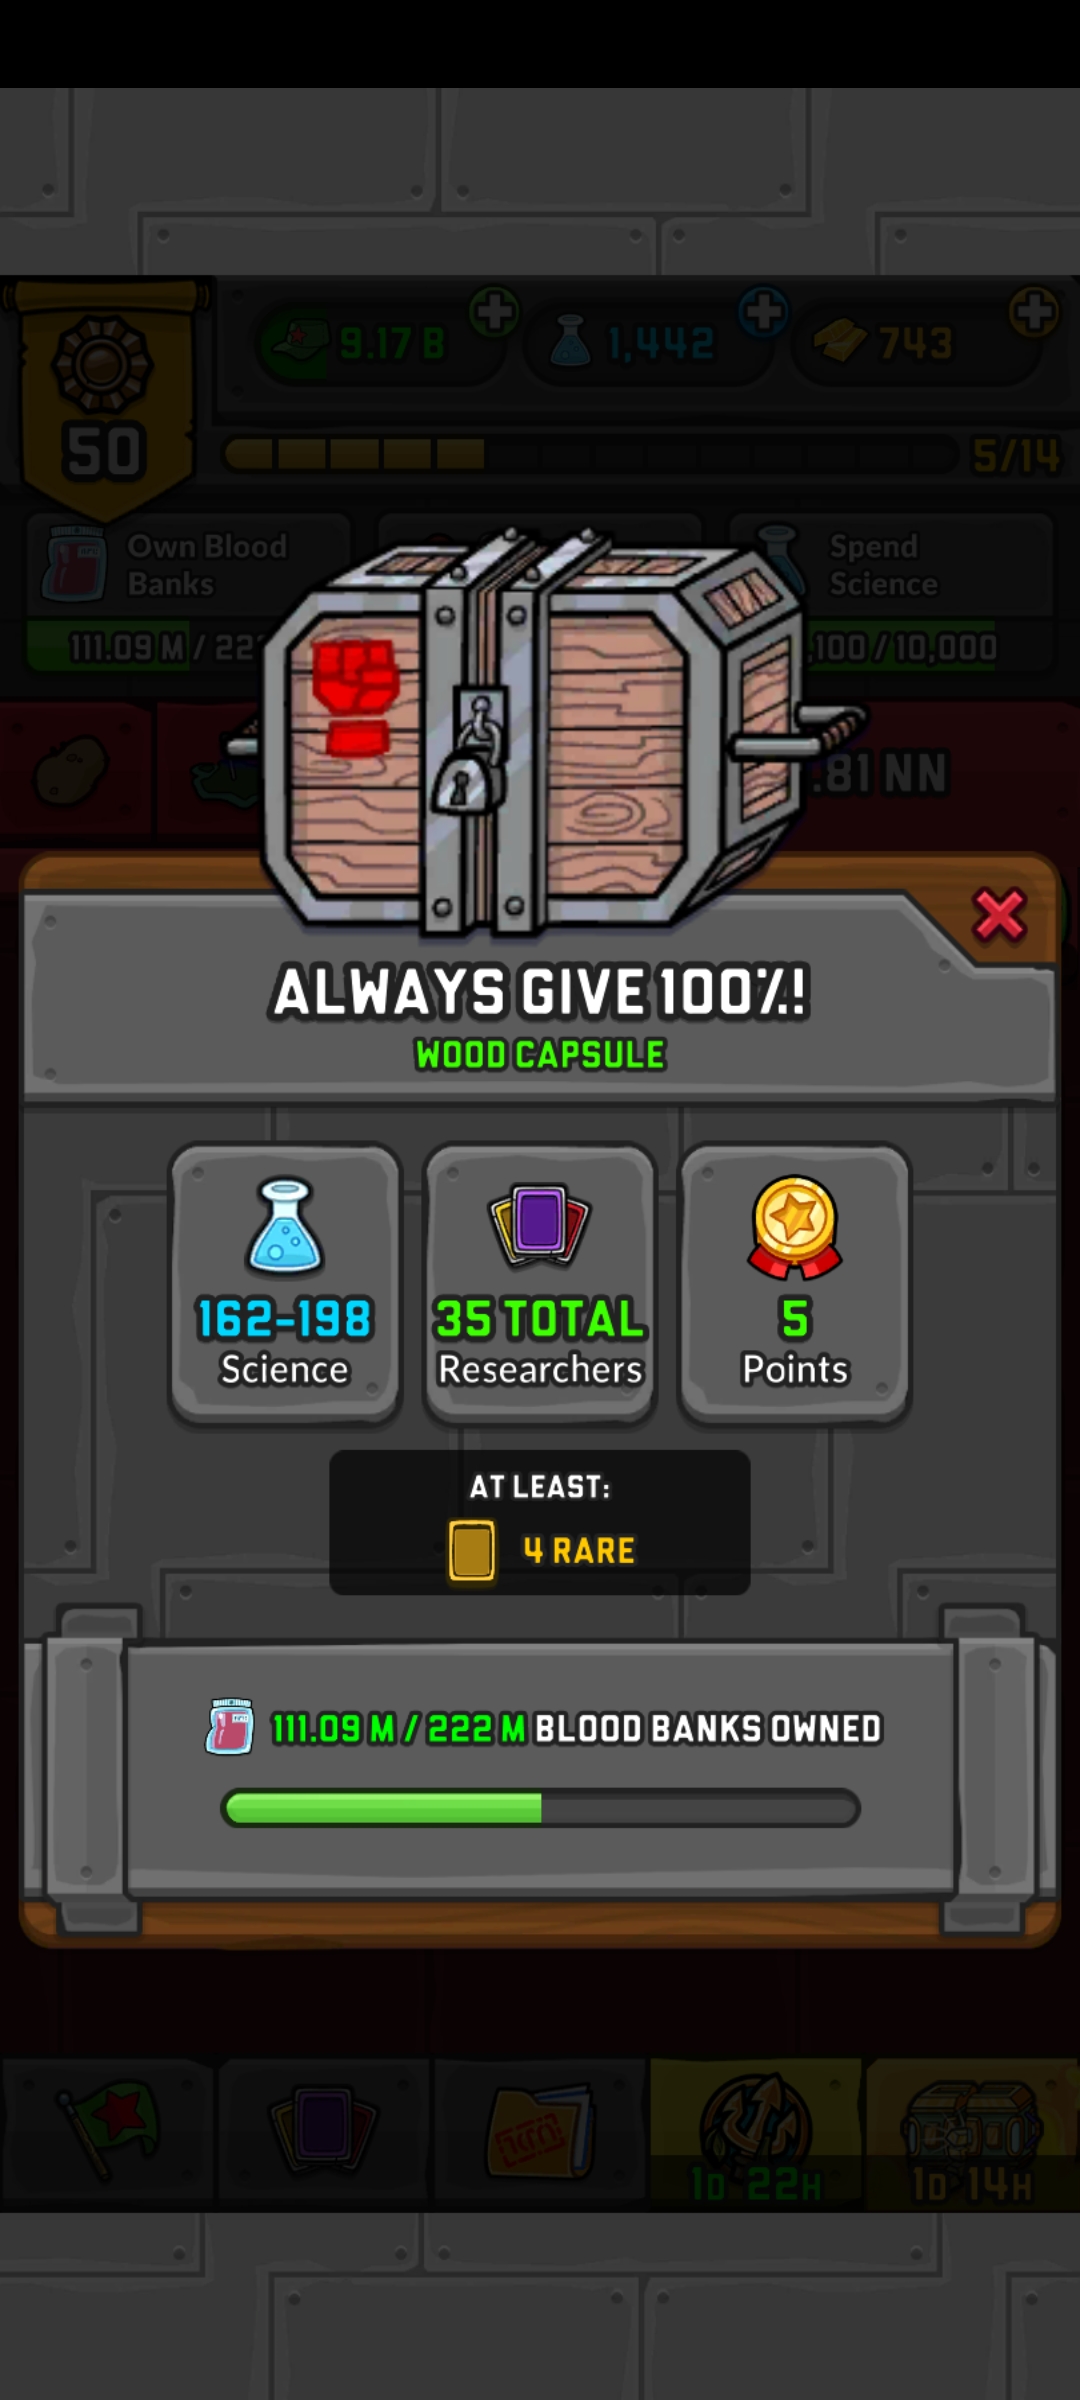 9.17 B
1,442
743
50
5/14
Own Blood
Banks
Spend
Science
111.09 M / 22
,100 / 10,000
.81 NN
ALWAYS GIVE 100%!
WOOD CAPSULE
162-198
Science
35 TOTAL
Researchers
5
Points
AT LEAST:
4 RARE
111.09 M / 222 M BLOOD BANKS OWNED
1D 22H
1D 14H